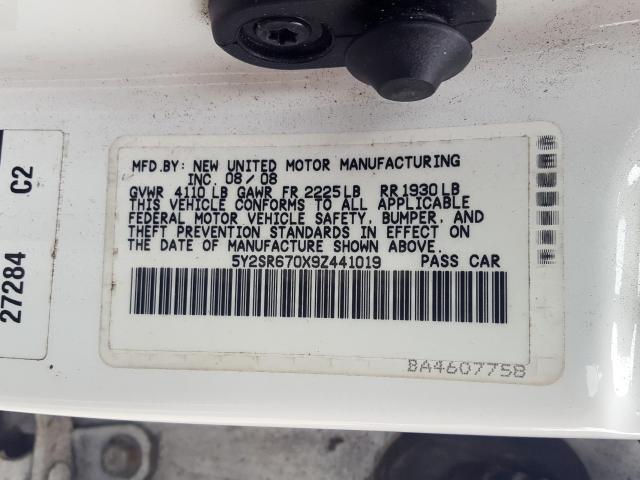 MFD.BY: NEW UNITED MOTOR MANUFACTURING
INC 08/08
GVWR 4110 LB GAWR FR 2225 LB RR 1930 LB
THIS VEHICLE CONFORMS TO ALL APPLICABLE
FEDERAL MOTOR VEHICLE SAFETY, BUMPER, AND
THEFT PREVENTION STANDARDS IN EFFECT ON
THE DATE OF MANUFACTURE SHOWN ABOVE.
5Y2SR670X9Z441019 PASS CAR
BA4607758
27284 C2